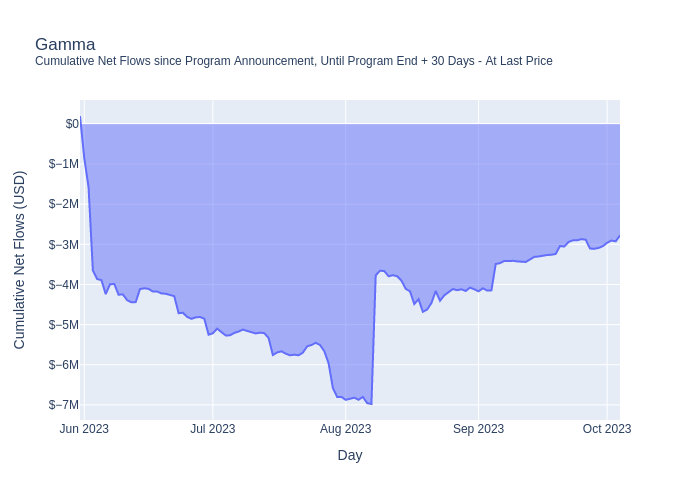 Gamma
Cumulative Net Flows since Program Announcement, Until Program End + 30 Days - At Last Price
Cumulative Net Flows (USD)
$0
$−1M
$−2M
$−3M
$−4M
$−5M
$−6M
$−7M
Jun 2023
Jul 2023
Aug 2023
Sep 2023
Oct 2023
Day